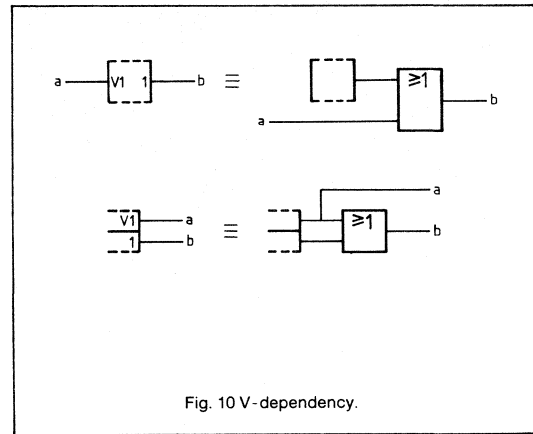 a V1 1 b ≡ ≥1 b
a
V1 a ≡ a
1 b ≥1 b
Fig. 10 V-dependency.